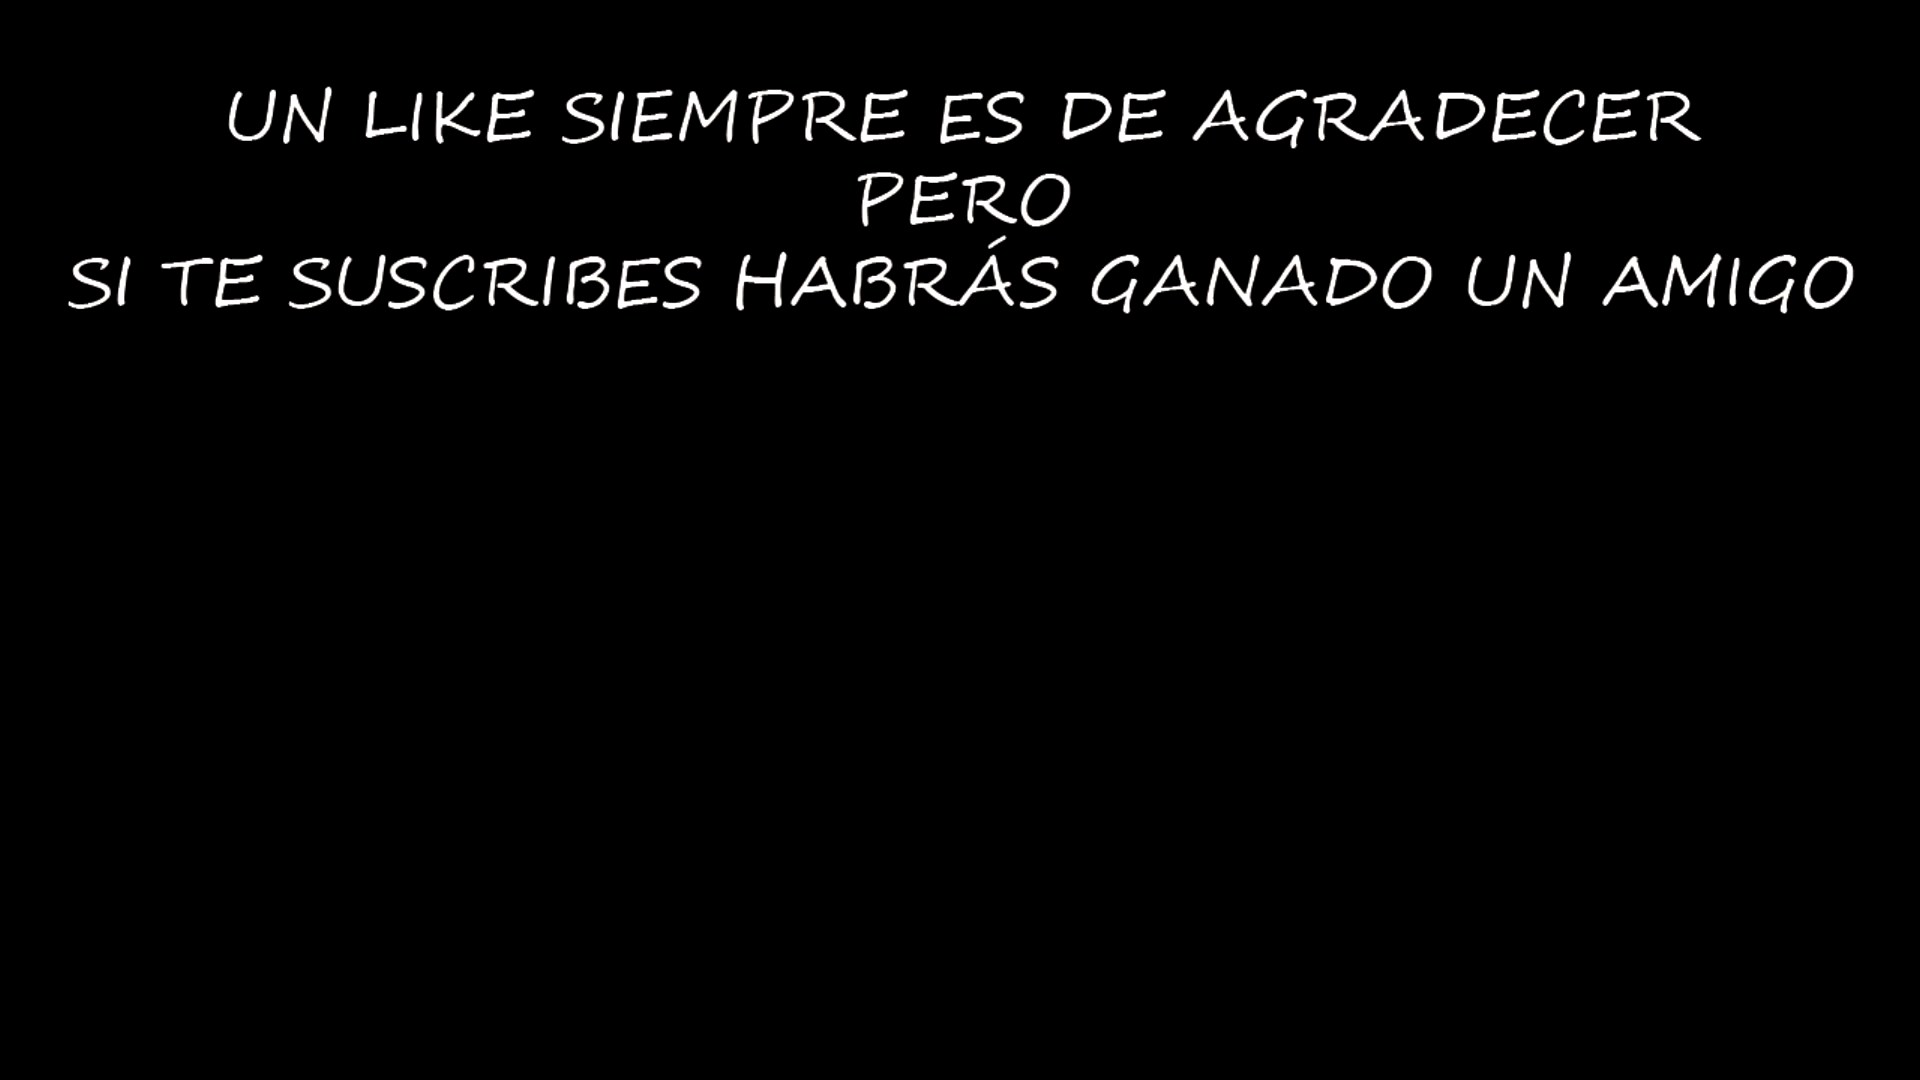 UN LIKE SIEMPRE ES DE AGRADECER
PERO
SI TE SUSCRIBES HABRÁS GANADO UN AMIGO